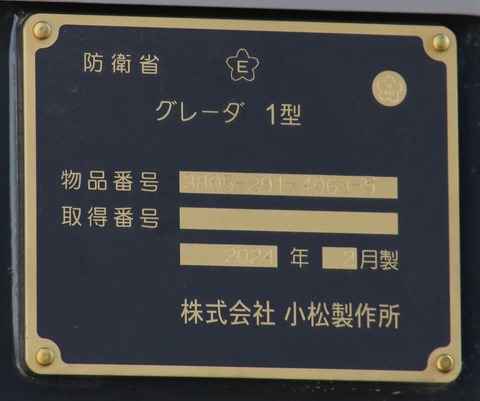 防衛省 E
グレーダ 1型
物品番号 3805-291-4063-5
取得番号
2024 年 2 月製
株式会社 小松製作所